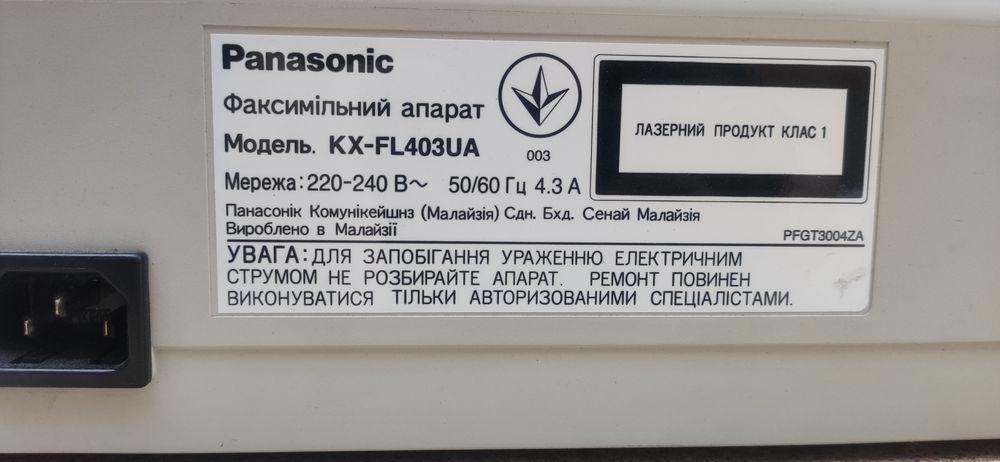 Panasonic
Факсимільний апарат
Модель. KX-FL403UA
003
ЛАЗЕРНИЙ ПРОДУКТ КЛАС 1
Мережа: 220-240 В～ 50/60 Гц 4.3 А
Панасонік Комунікейшнз (Малайзія) Сдн. Бхд. Сенай Малайзія
Вироблено в Малайзії
PFGT3004ZA
УВАГА: ДЛЯ ЗАПОБІГАННЯ УРАЖЕННЮ ЕЛЕКТРИЧНИМ
СТРУМОМ НЕ РОЗБИРАЙТЕ АПАРАТ. РЕМОНТ ПОВИНЕН
ВИКОНУВАТИСЯ ТІЛЬКИ АВТОРИЗОВАНИМИ СПЕЦІАЛІСТАМИ.